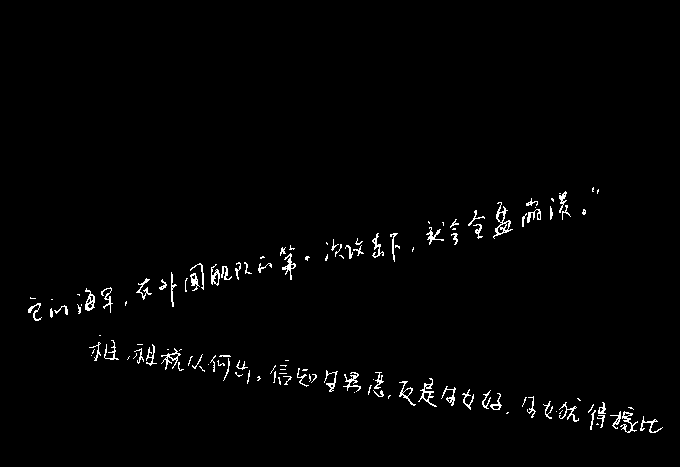 它的海军，在外国舰队的第一次攻击下，就会全盘崩溃。"
租，租税从何出，信知生男恶，反是生女好，生女犹得嫁比